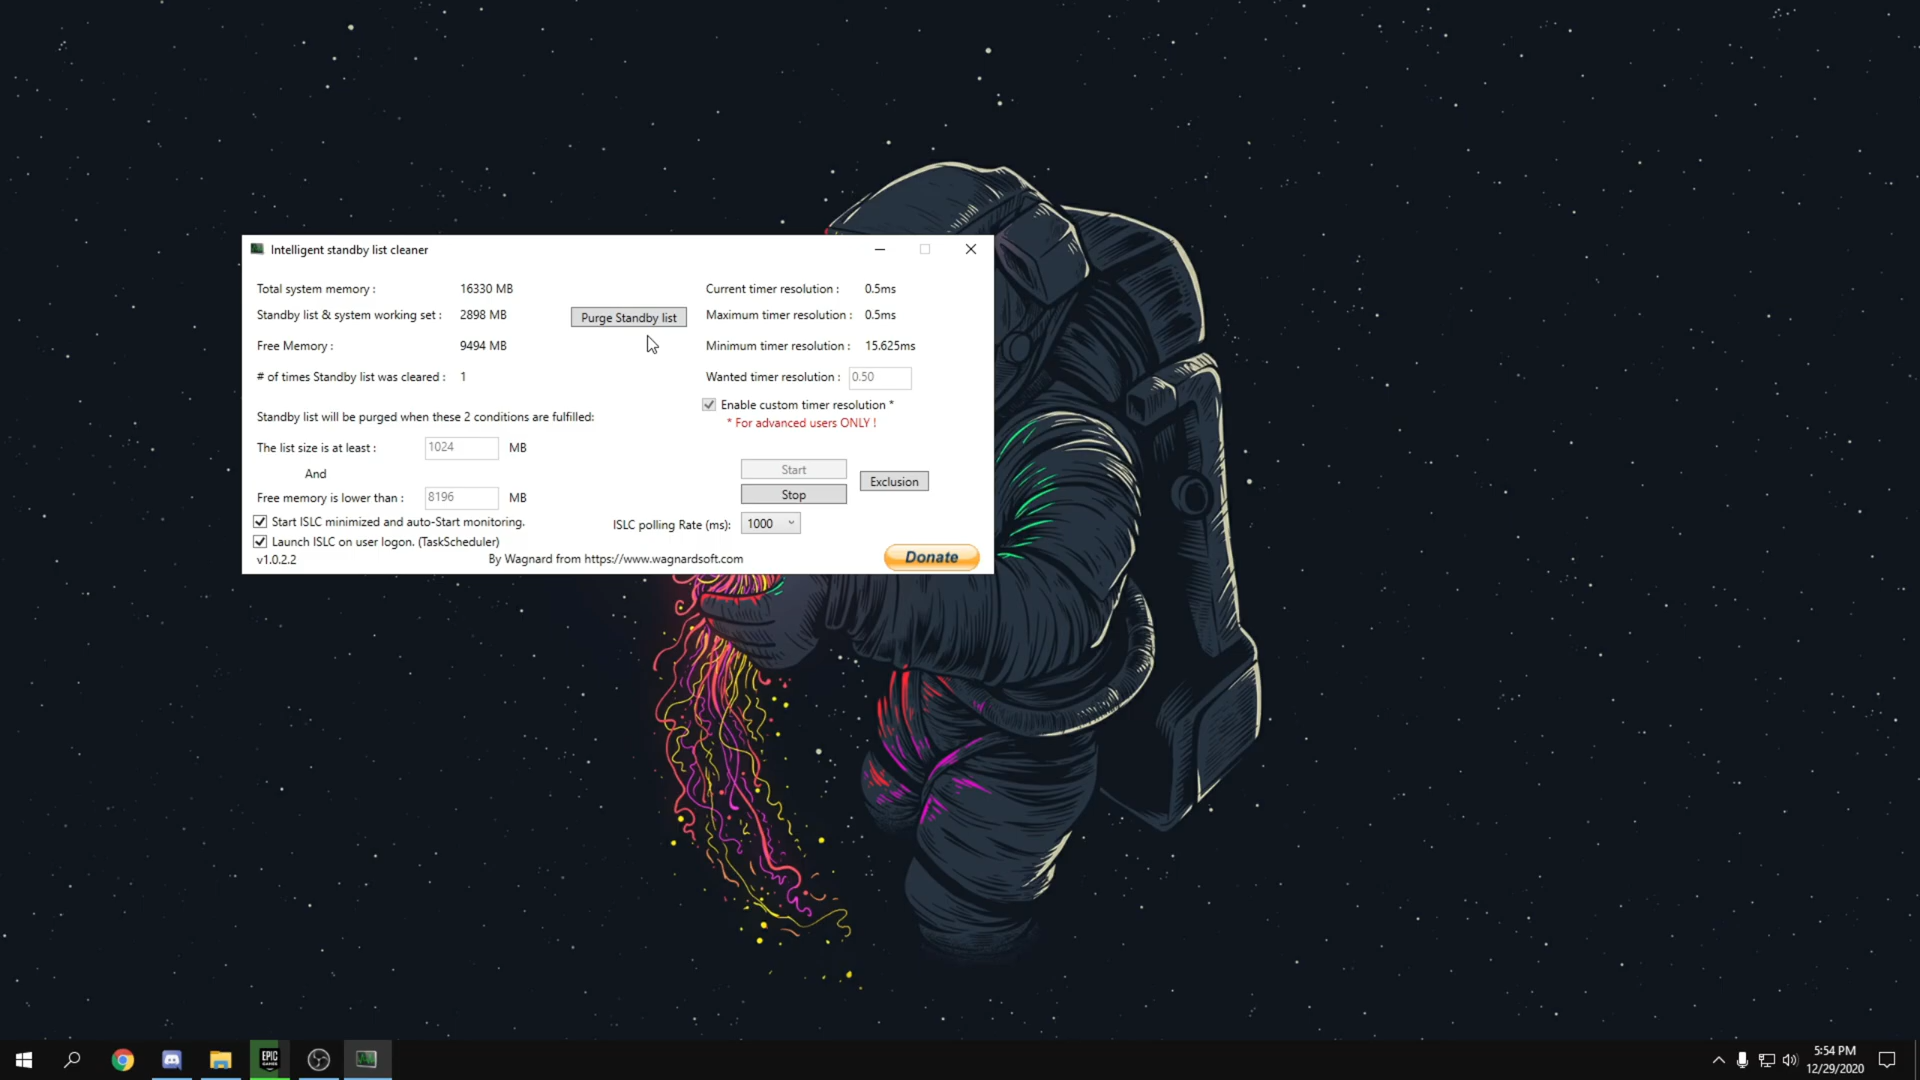 Intelligent standby list cleaner
Total system memory : 16330 MB
Standby list & system working set : 2898 MB
Purge Standby list
Free Memory : 9494 MB
# of times Standby list was cleared : 1
Standby list will be purged when these 2 conditions are fulfilled:
The list size is at least : 1024 MB
And
Free memory is lower than : 8196 MB
Start ISLC minimized and auto-Start monitoring.
Launch ISLC on user logon. (TaskScheduler)
v1.0.2.2
By Wagnard from https://www.wagnardsoft.com
Current timer resolution : 0.5ms
Maximum timer resolution : 0.5ms
Minimum timer resolution : 15.625ms
Wanted timer resolution : 0.50
Enable custom timer resolution *
* For advanced users ONLY !
Start
Stop
Exclusion
ISLC polling Rate (ms): 1000
Donate
EPIC
GAMES
5:54 PM
12/29/2020